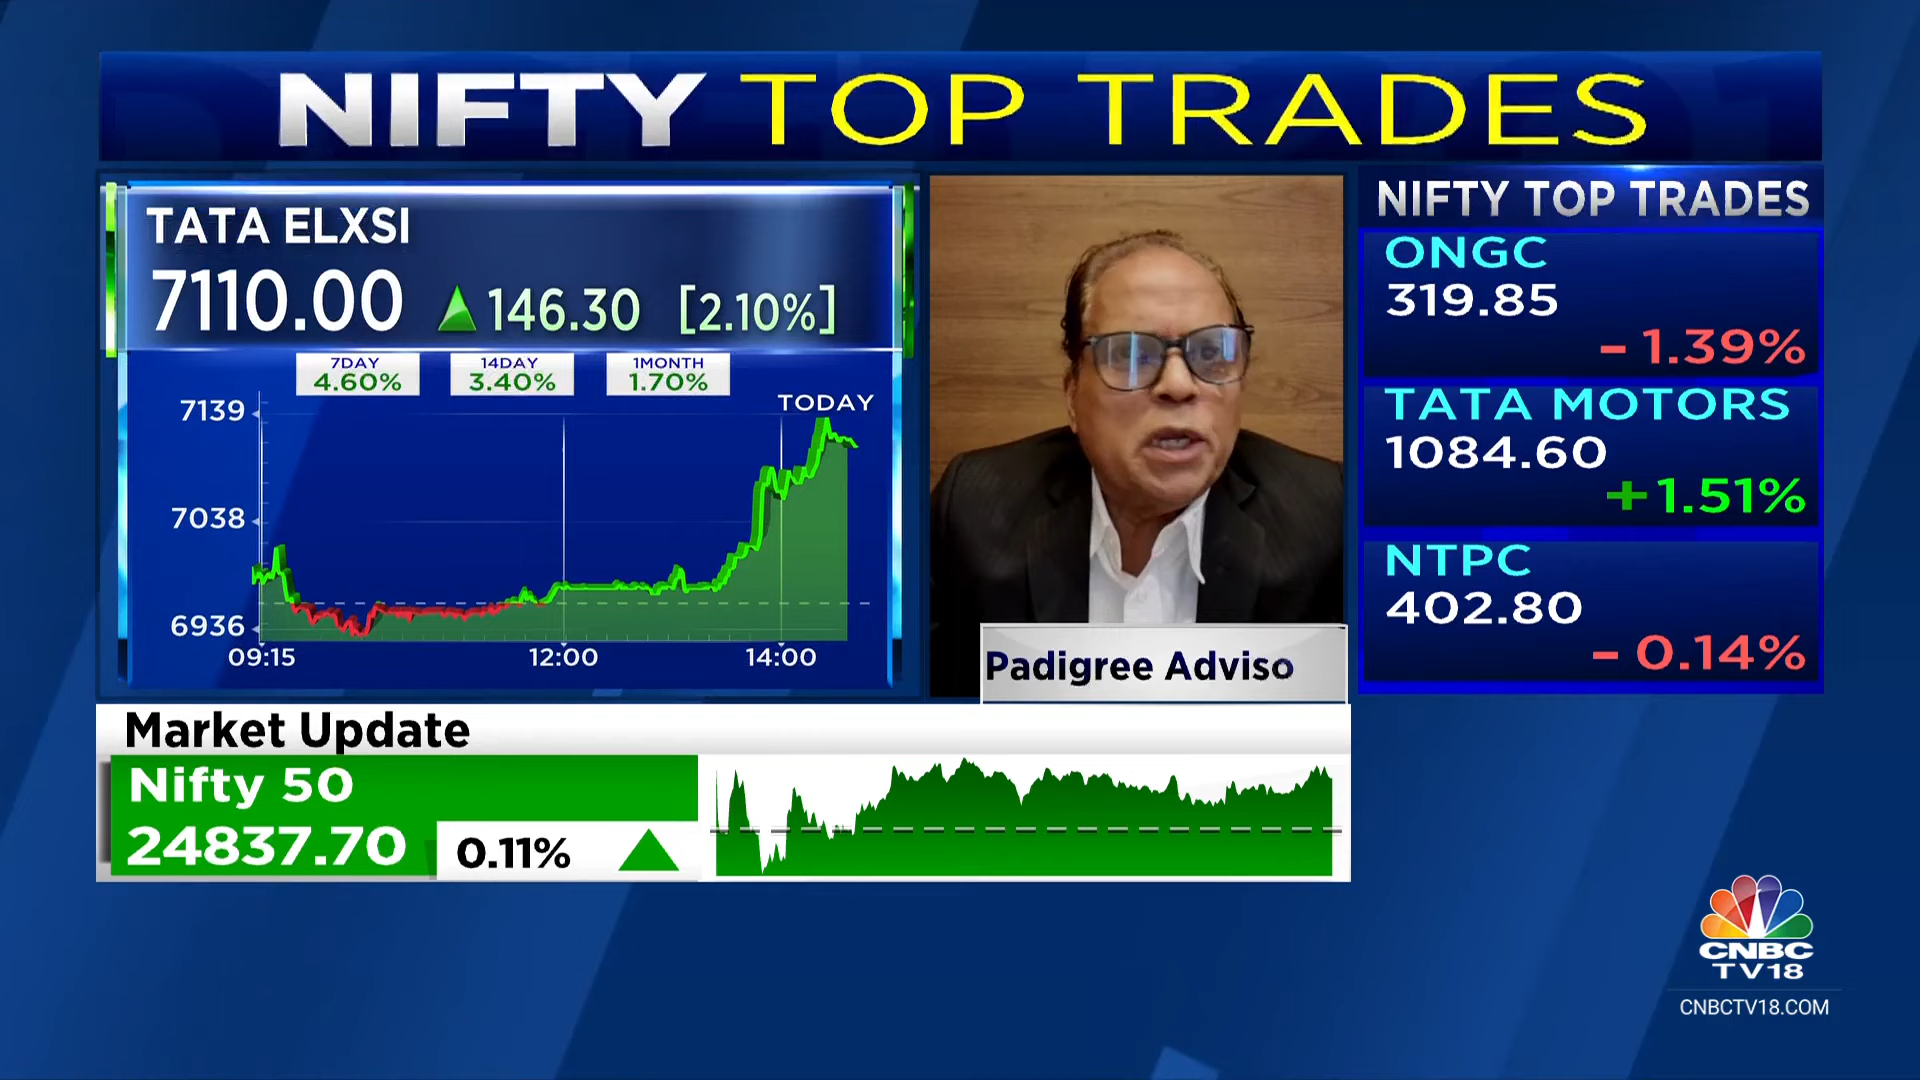 NIFTY TOP TRADES
TATA ELXSI
7110.00 ▲ 146.30 [2.10%]
7DAY
4.60%
14DAY
3.40%
1MONTH
1.70%
TODAY
7139
7038
6936
09:15 12:00 14:00
Padigree Adviso
NIFTY TOP TRADES
ONGC
319.85
- 1.39%
TATA MOTORS
1084.60
+1.51%
NTPC
402.80
- 0.14%
Market Update
Nifty 50
24837.70 0.11% ▲
CNBC
TV18
CNBCTV18.COM